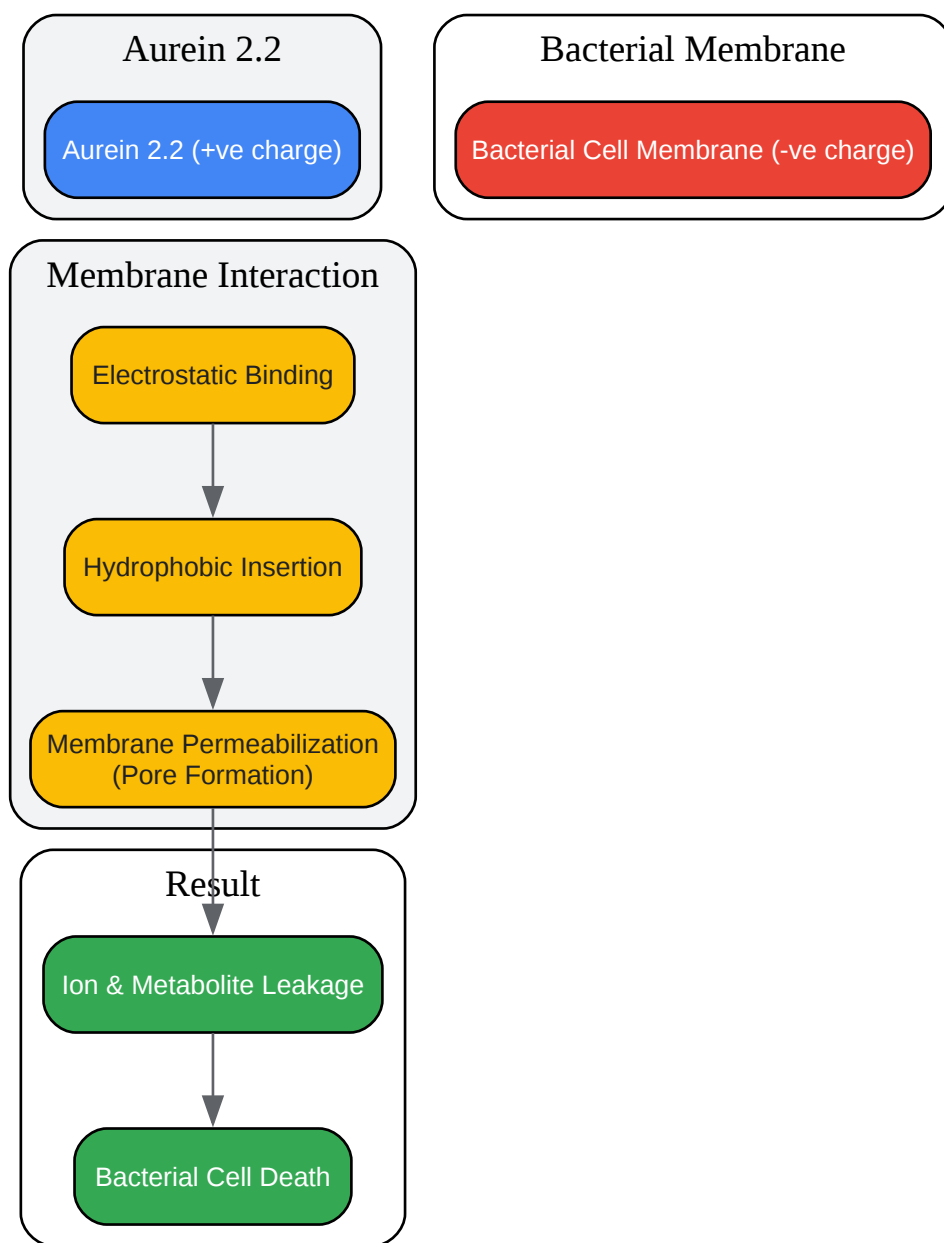 Aurein 2.2
Aurein 2.2 (+ve charge)
Bacterial Membrane
Bacterial Cell Membrane (-ve charge)
Membrane Interaction
Electrostatic Binding
Hydrophobic Insertion
Membrane Permeabilization
(Pore Formation)
Result
Ion & Metabolite Leakage
Bacterial Cell Death